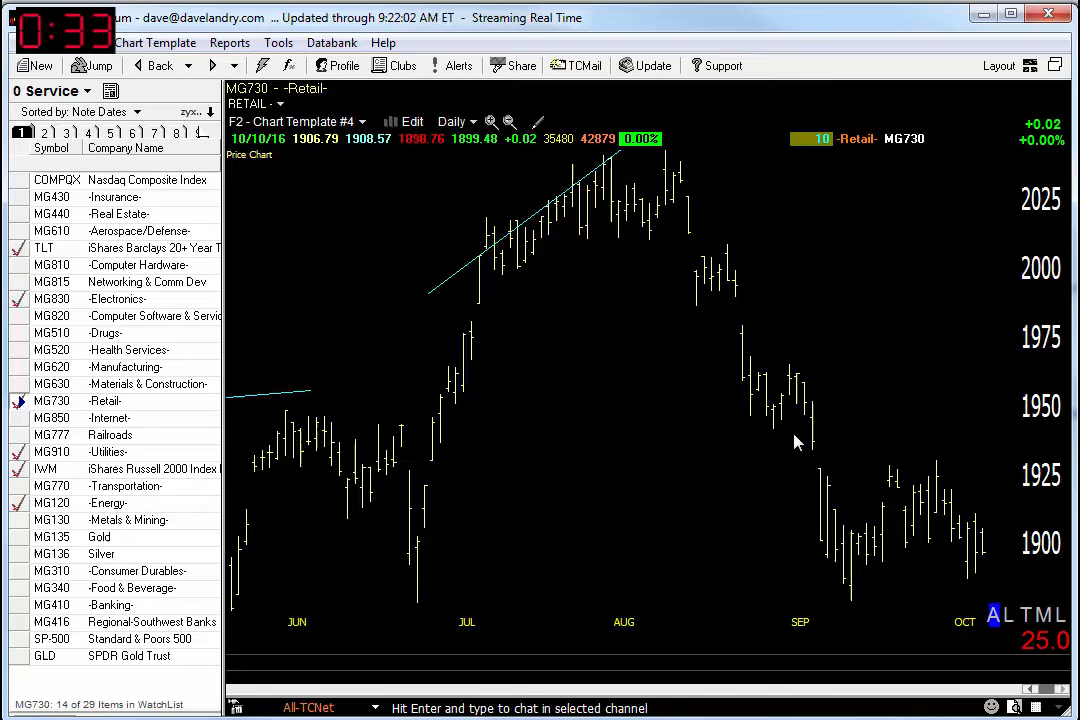 0:33
um - dave@davelandry.com ... Updated through 9:22:02 AM ET - Streaming Real Time
Chart Template Reports Tools Databank Help
New Jump Back Profile Clubs Alerts Share TCMail Update Support Layout
0 Service
Sorted by: Note Dates zyx..
1 2 3 4 5 6 7 8
Symbol Company Name
COMPQX Nasdaq Composite Index
MG430 -Insurance-
MG440 -Real Estate-
MG610 -Aerospace/Defense-
TLT iShares Barclays 20+ Year T
MG810 -Computer Hardware-
MG815 Networking & Comm Dev
MG830 -Electronics-
MG820 -Computer Software & Servic
MG510 -Drugs-
MG520 -Health Services-
MG620 -Manufacturing-
MG630 -Materials & Construction-
MG730 -Retail-
MG850 -Internet-
MG777 Railroads
MG910 -Utilities-
IWM iShares Russell 2000 Index
MG770 -Transportation-
MG120 -Energy-
MG130 -Metals & Mining-
MG135 Gold
MG136 Silver
MG310 -Consumer Durables-
MG340 -Food & Beverage-
MG410 -Banking-
MG416 Regional-Southwest Banks
SP-500 Standard & Poors 500
GLD SPDR Gold Trust
MG730: 14 of 29 Items in WatchList
MG730 - -Retail-
RETAIL -
F2 - Chart Template #4 Edit Daily
10/10/16 1906.79 1908.57 1898.76 1899.48 +0.02 35480 42879 0.00% 10 -Retail- MG730
+0.02
+0.00%
Price Chart
2025
2000
1975
1950
1925
1900
JUN JUL AUG SEP OCT
A L T M L
25.0
All-TCNet Hit Enter and type to chat in selected channel